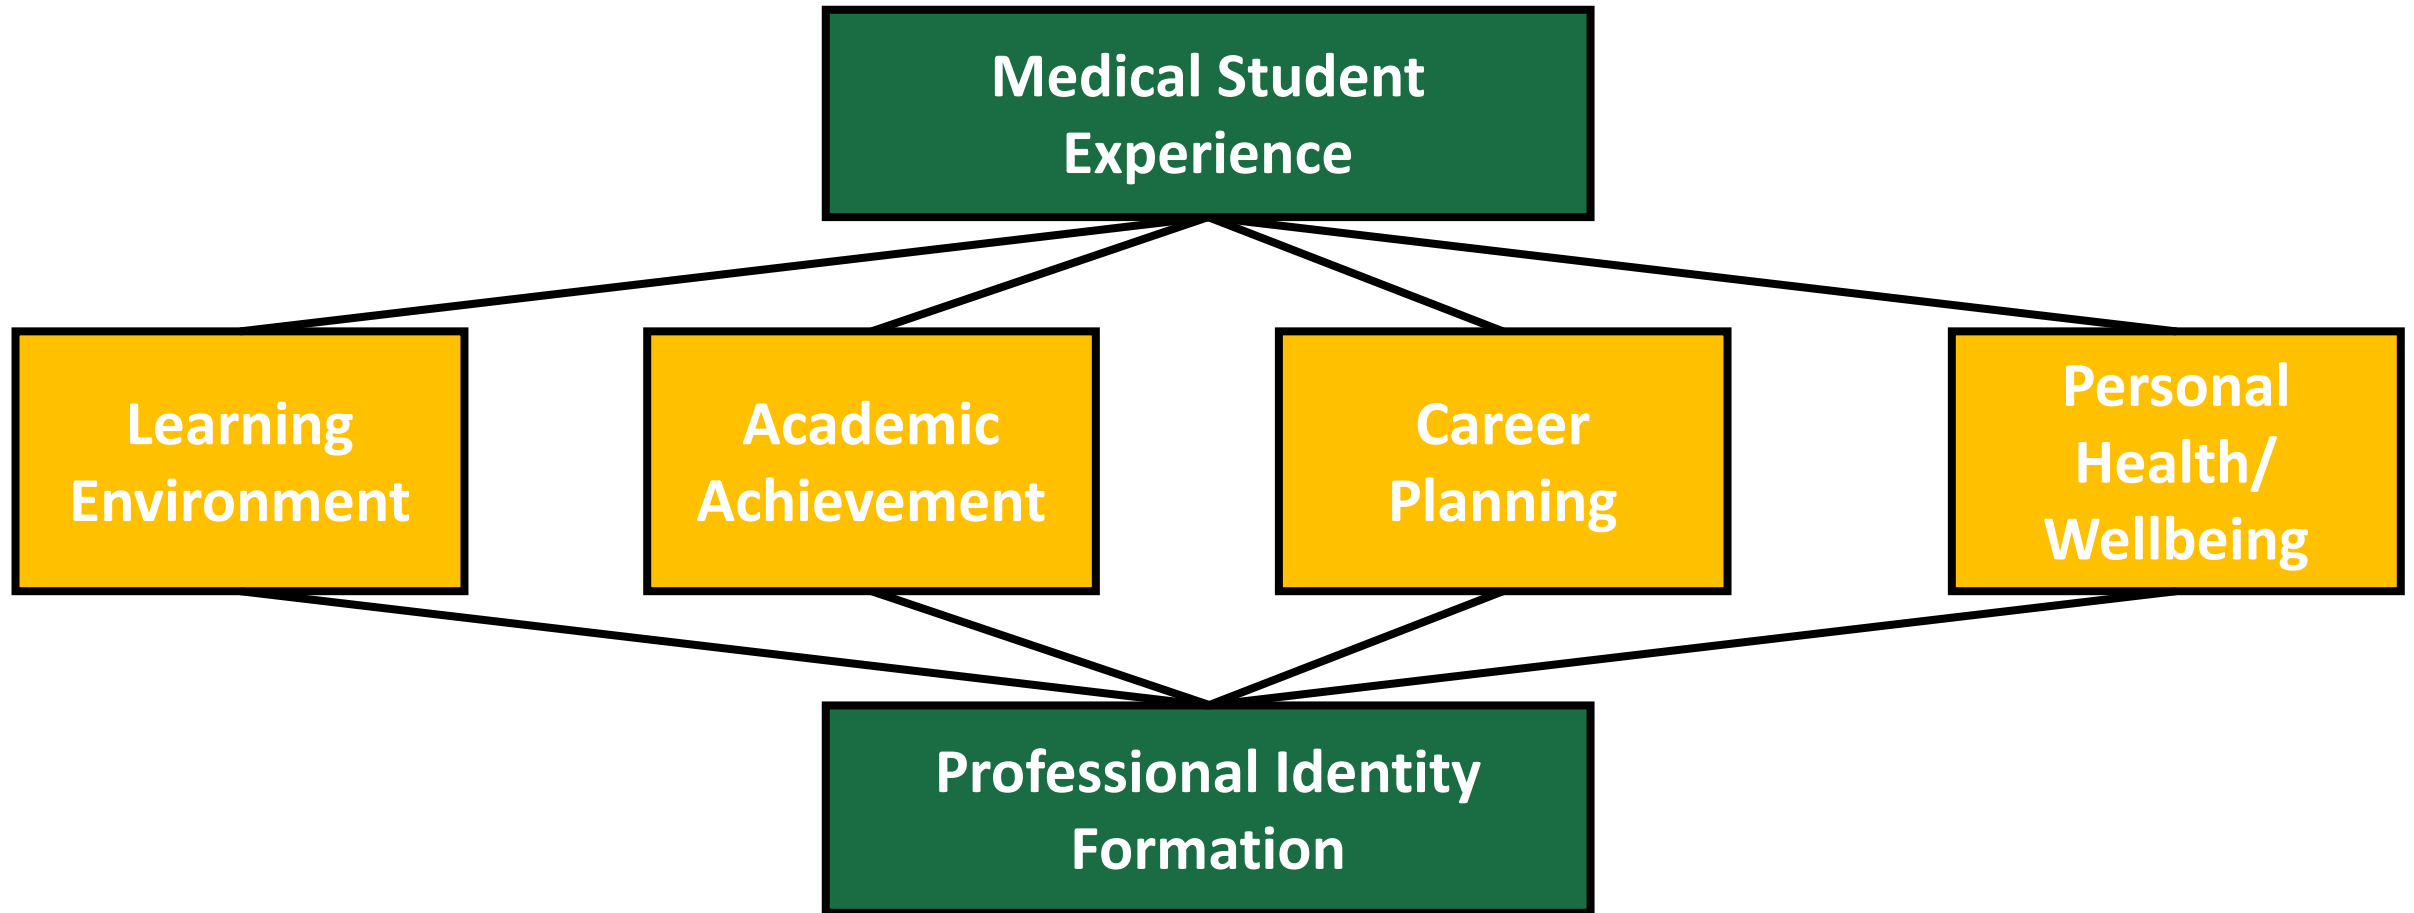 Medical Student
Experience
Learning
Environment
Academic
Achievement
Career
Planning
Personal
Health/
Wellbeing
Professional Identity
Formation